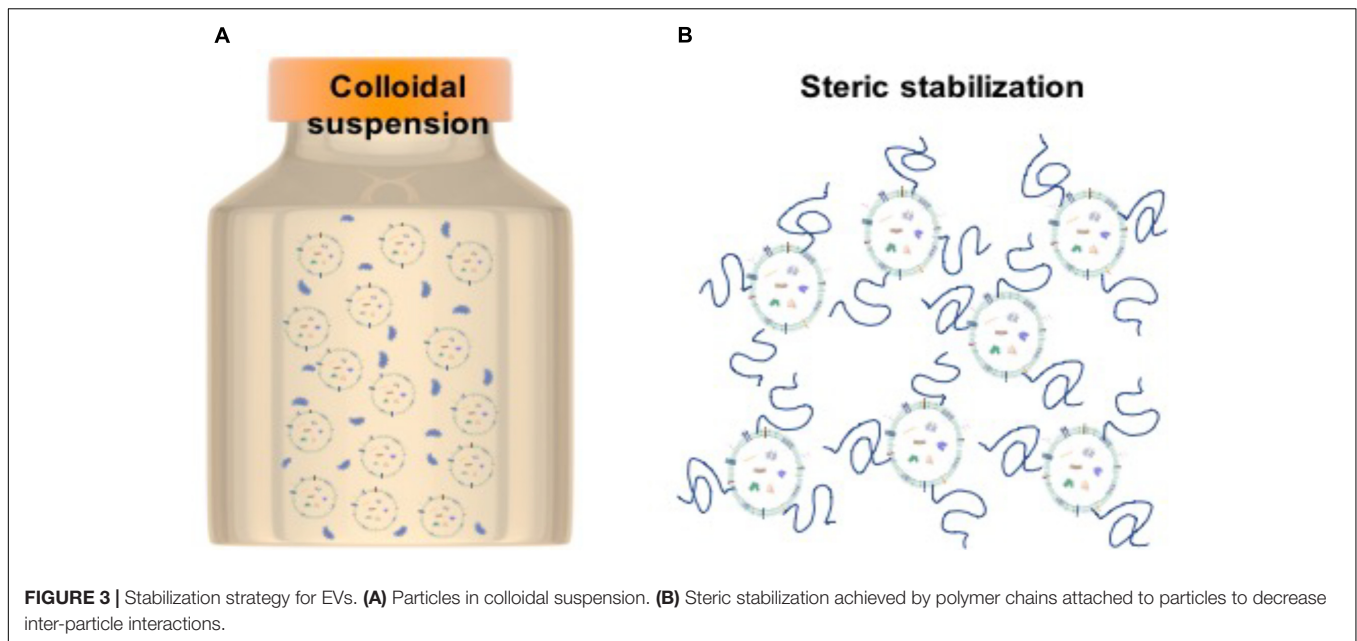 A
B
Colloidal
suspension
Steric stabilization
FIGURE 3 | Stabilization strategy for EVs. (A) Particles in colloidal suspension. (B) Steric stabilization achieved by polymer chains attached to particles to decrease
inter-particle interactions.